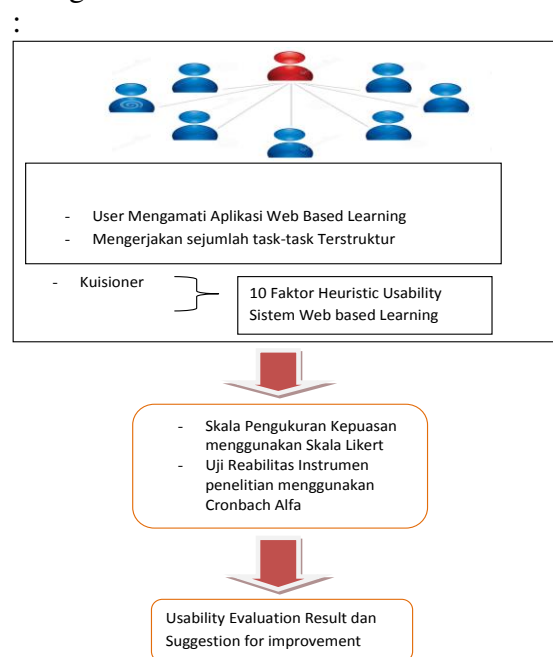 :
- User Mengamati Aplikasi Web Based Learning
- Mengerjakan sejumlah task-task Terstruktur
- Kuisioner
10 Faktor Heuristic Usability
Sistem Web based Learning
- Skala Pengukuran Kepuasan
menggunakan Skala Likert
- Uji Reabilitas Instrumen
penelitian menggunakan
Cronbach Alfa
Usability Evaluation Result dan
Suggestion for improvement